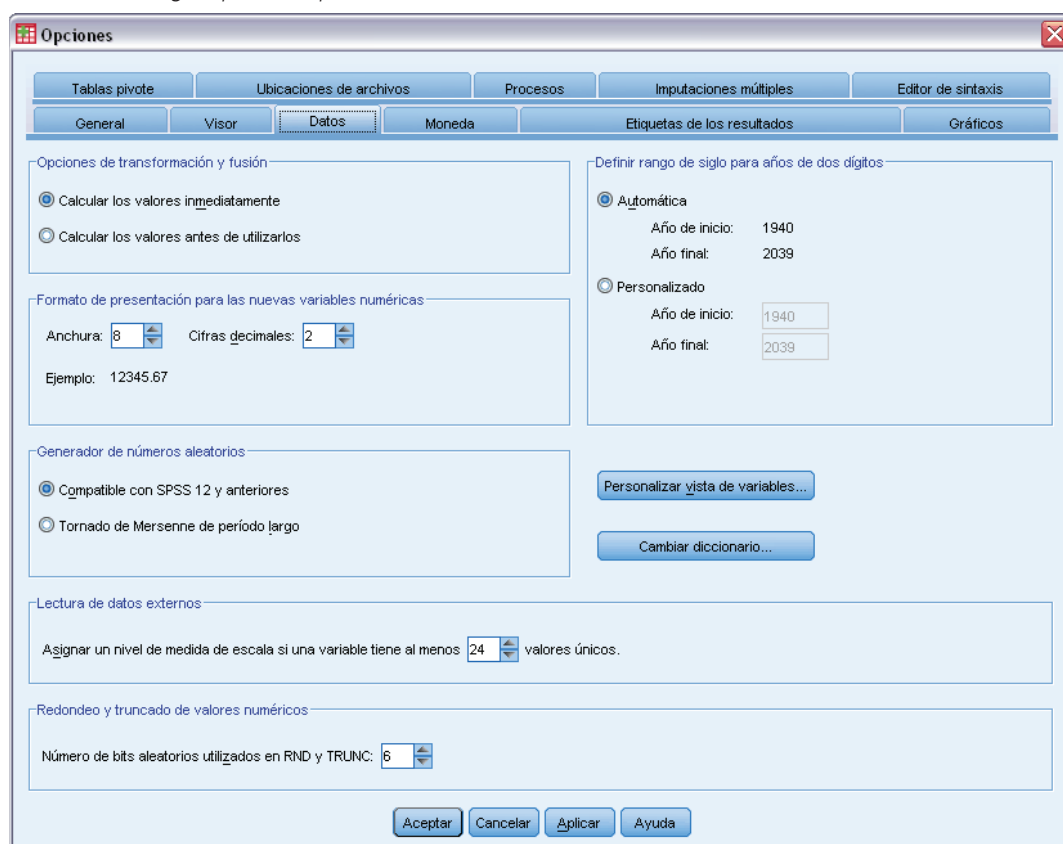 Opciones
Tablas pivote Ubicaciones de archivos Procesos Imputaciones múltiples Editor de sintaxis
General Visor Datos Moneda Etiquetas de los resultados Gráficos
Opciones de transformación y fusión
Calcular los valores inmediatamente
Calcular los valores antes de utilizarlos
Formato de presentación para las nuevas variables numéricas
Anchura: 8 Cifras decimales: 2
Ejemplo: 12345.67
Definir rango de siglo para años de dos dígitos
Automática
Año de inicio: 1940
Año final: 2039
Personalizado
Año de inicio: 1940
Año final: 2039
Generador de números aleatorios
Compatible con SPSS 12 y anteriores
Tornado de Mersenne de período largo
Personalizar vista de variables...
Cambiar diccionario...
Lectura de datos externos
Asignar un nivel de medida de escala si una variable tiene al menos 24 valores únicos.
Redondeo y truncado de valores numéricos
Número de bits aleatorios utilizados en RND y TRUNC: 6
Aceptar Cancelar Aplicar Ayuda